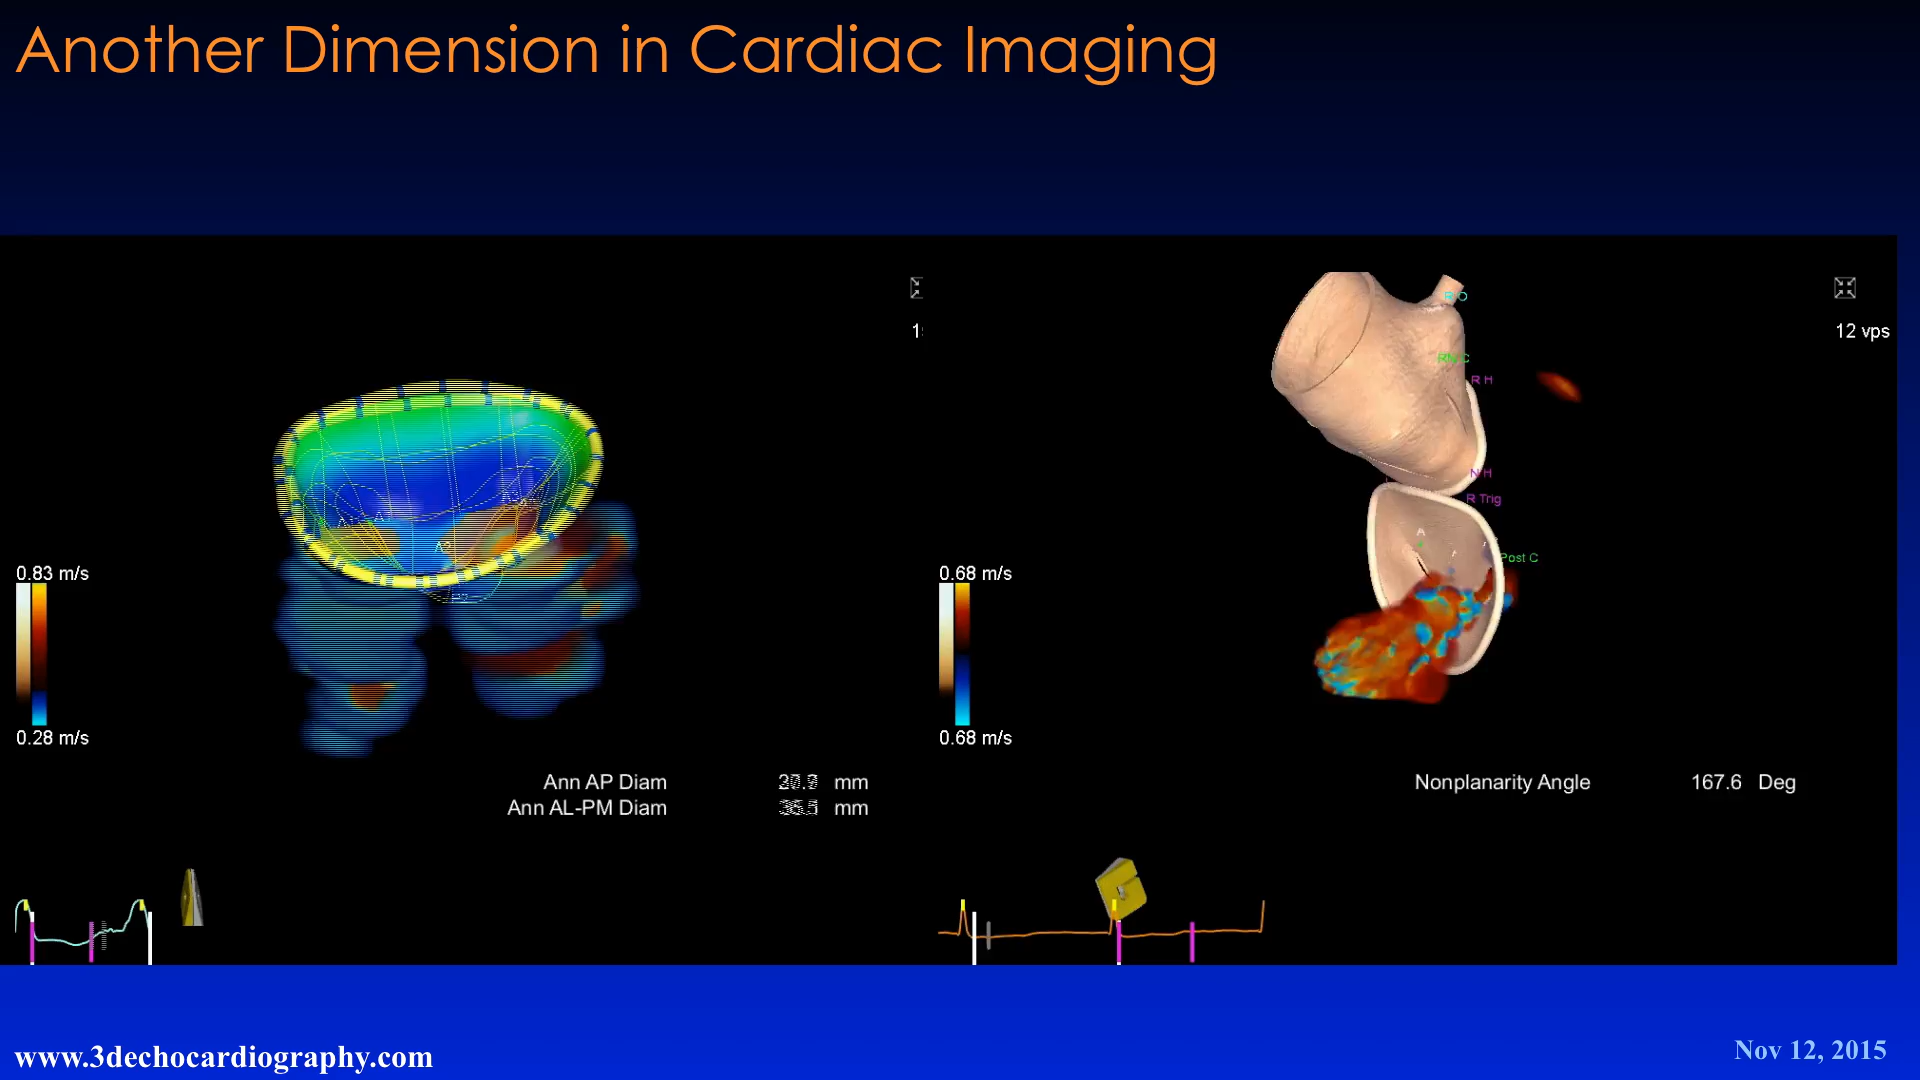 Another Dimension in Cardiac Imaging
12 vps
R H
N H
R Trig
A
Post C
A2
0.83 m/s
0.28 m/s
0.68 m/s
0.68 m/s
Ann AP Diam mm
Ann AL-PM Diam mm
Nonplanarity Angle 167.6 Deg
www.3dechocardiography.com
Nov 12, 2015